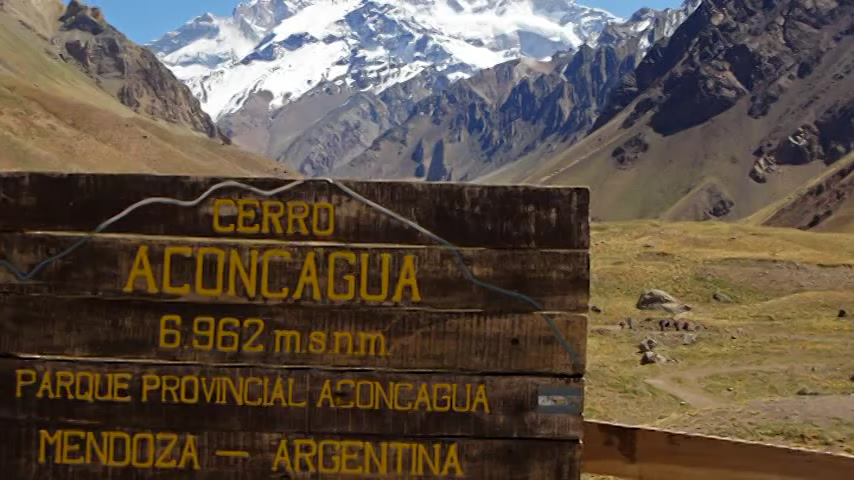 CERRO
ACONCAGUA
6.962 m.s.n.m.
PARQUE PROVINCIAL ACONCAGUA
MENDOZA — ARGENTINA